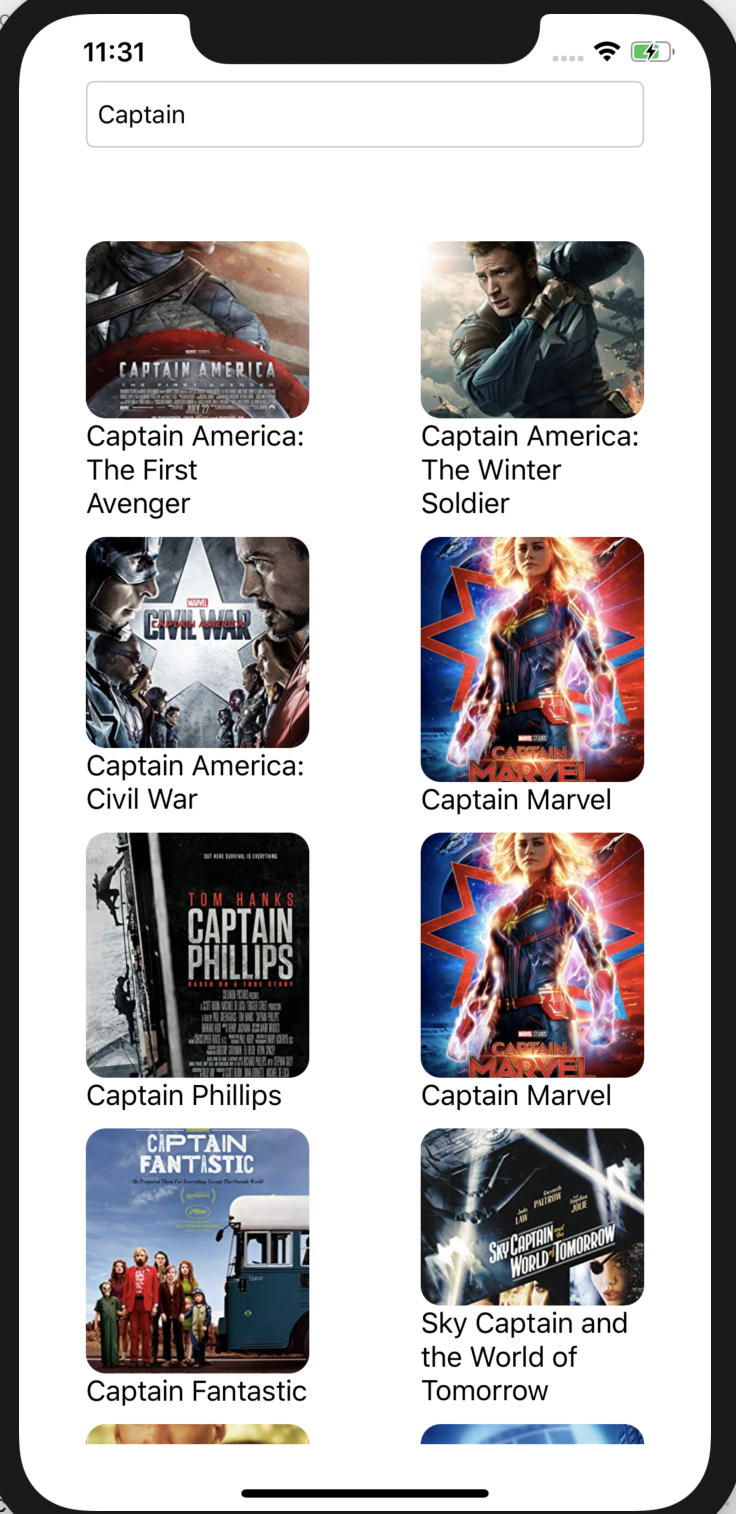 11:31
Captain
MARVEL STUDIOS
CAPTAIN AMERICA
THE FIRST AVENGER
JULY 22
Captain America:
The First
Avenger
Captain America:
The Winter
Soldier
MARVEL
CIVIL WAR
CAPTAIN AMERICA
Captain America:
Civil War
MARVEL STUDIOS
CAPTAIN
MARVEL
Captain Marvel
OUT HERE SURVIVAL IS EVERYTHING
TOM HANKS
CAPTAIN
PHILLIPS
BASED ON A TRUE STORY
Captain Phillips
MARVEL STUDIOS
CAPTAIN
MARVEL
Captain Marvel
CAPTAIN
FANTASTIC
He Prepared Them For Everything Except The Outside World
Captain Fantastic
Jude
LAW
Gwyneth
PALTROW
Angelina
JOLIE
SKY CAPTAIN and the
WORLD of TOMORROW
Sky Captain and
the World of
Tomorrow